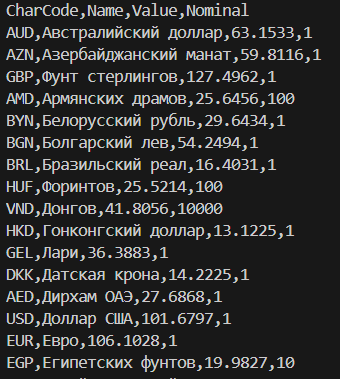 CharCode,Name,Value,Nominal
AUD,Австралийский доллар,63.1533,1
AZN,Азербайджанский манат,59.8116,1
GBP,Фунт стерлингов,127.4962,1
AMD,Армянских драмов,25.6456,100
BYN,Белорусский рубль,29.6434,1
BGN,Болгарский лев,54.2494,1
BRL,Бразильский реал,16.4031,1
HUF,Форинтов,25.5214,100
VND,Донгов,41.8056,10000
HKD,Гонконгский доллар,13.1225,1
GEL,Лари,36.3883,1
DKK,Датская крона,14.2225,1
AED,Дирхам ОАЭ,27.6868,1
USD,Доллар США,101.6797,1
EUR,Евро,106.1028,1
EGP,Египетских фунтов,19.9827,10